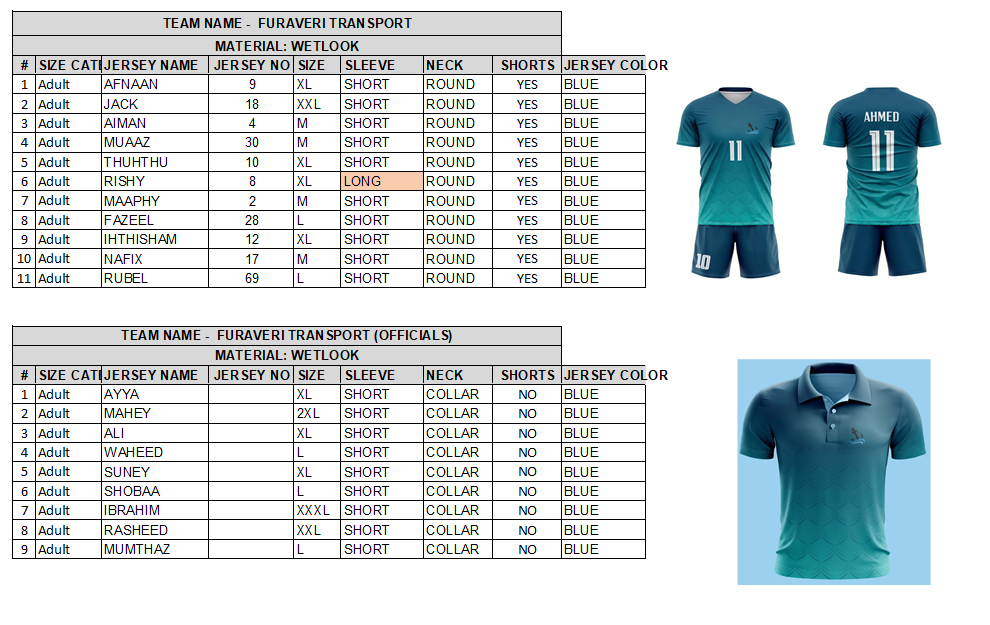 TEAM NAME - FURAVERI TRANSPORT
MATERIAL: WETLOOK
# SIZE CATE JERSEY NAME JERSEY NO SIZE SLEEVE NECK SHORTS JERSEY COLOR
1 Adult AFNAAN 9 XL SHORT ROUND YES BLUE
2 Adult JACK 18 XXL SHORT ROUND YES BLUE
3 Adult AIMAN 4 M SHORT ROUND YES BLUE
4 Adult MUAAZ 30 M SHORT ROUND YES BLUE
5 Adult THUHTHU 10 XL SHORT ROUND YES BLUE
6 Adult RISHY 8 XL LONG ROUND YES BLUE
7 Adult MAAPHY 2 M SHORT ROUND YES BLUE
8 Adult FAZEEL 28 L SHORT ROUND YES BLUE
9 Adult IHTHISHAM 12 XL SHORT ROUND YES BLUE
10 Adult NAFIX 17 M SHORT ROUND YES BLUE
11 Adult RUBEL 69 L SHORT ROUND YES BLUE
AHMED
11
11
10
TEAM NAME - FURAVERI TRANSPORT (OFFICIALS)
MATERIAL: WETLOOK
# SIZE CATE JERSEY NAME JERSEY NO SIZE SLEEVE NECK SHORTS JERSEY COLOR
1 Adult AYYA XL SHORT COLLAR NO BLUE
2 Adult MAHEY 2XL SHORT COLLAR NO BLUE
3 Adult ALI XL SHORT COLLAR NO BLUE
4 Adult WAHEED L SHORT COLLAR NO BLUE
5 Adult SUNEY XL SHORT COLLAR NO BLUE
6 Adult SHOBAA L SHORT COLLAR NO BLUE
7 Adult IBRAHIM XXXL SHORT COLLAR NO BLUE
8 Adult RASHEED XXL SHORT COLLAR NO BLUE
9 Adult MUMTHAZ L SHORT COLLAR NO BLUE